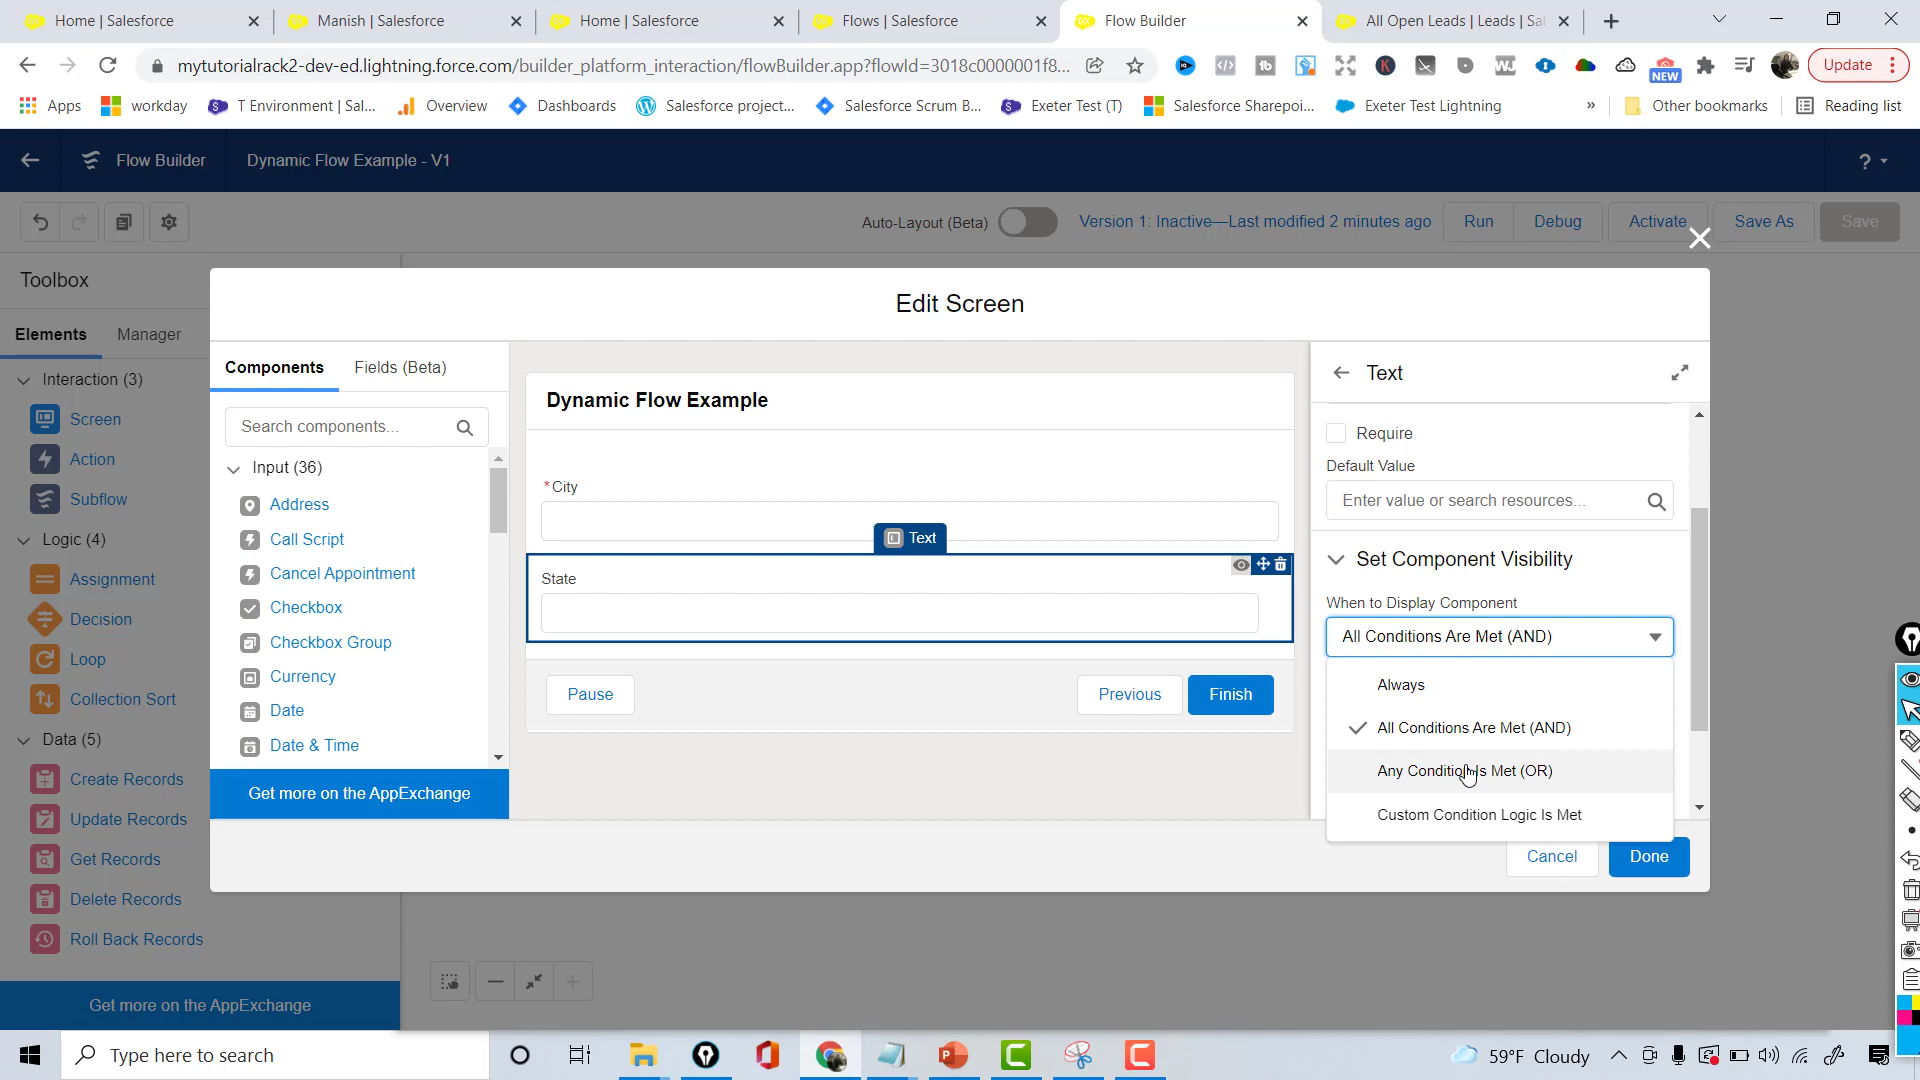 Home | Salesforce
Manish | Salesforce
Home | Salesforce
Flows | Salesforce
Flow Builder
All Open Leads | Leads | Sal
mytutorialrack2-dev-ed.lightning.force.com/builder_platform_interaction/flowBuilder.app?flowId=3018c0000001f8...
NEW
Update
Apps
workday
T Environment | Sal...
Overview
Dashboards
Salesforce project...
Salesforce Scrum B...
Exeter Test (T)
Salesforce Sharepoi...
Exeter Test Lightning
»
Other bookmarks
Reading list
Flow Builder
Dynamic Flow Example - V1
?
Auto-Layout (Beta)
Version 1: Inactive—Last modified 2 minutes ago
Run
Debug
Activate
Save As
Save
Toolbox
Elements
Manager
Interaction (3)
Screen
Action
Subflow
Logic (4)
Assignment
Decision
Loop
Collection Sort
Data (5)
Create Records
Update Records
Get Records
Delete Records
Roll Back Records
Get more on the AppExchange
Edit Screen
Components
Fields (Beta)
Search components...
Input (36)
Address
Call Script
Cancel Appointment
Checkbox
Checkbox Group
Currency
Date
Date & Time
Get more on the AppExchange
Dynamic Flow Example
* City
Text
State
Pause
Previous
Finish
Text
Require
Default Value
Enter value or search resources...
Set Component Visibility
When to Display Component
All Conditions Are Met (AND)
Always
All Conditions Are Met (AND)
Any Condition Is Met (OR)
Custom Condition Logic Is Met
Cancel
Done
Type here to search
59°F Cloudy